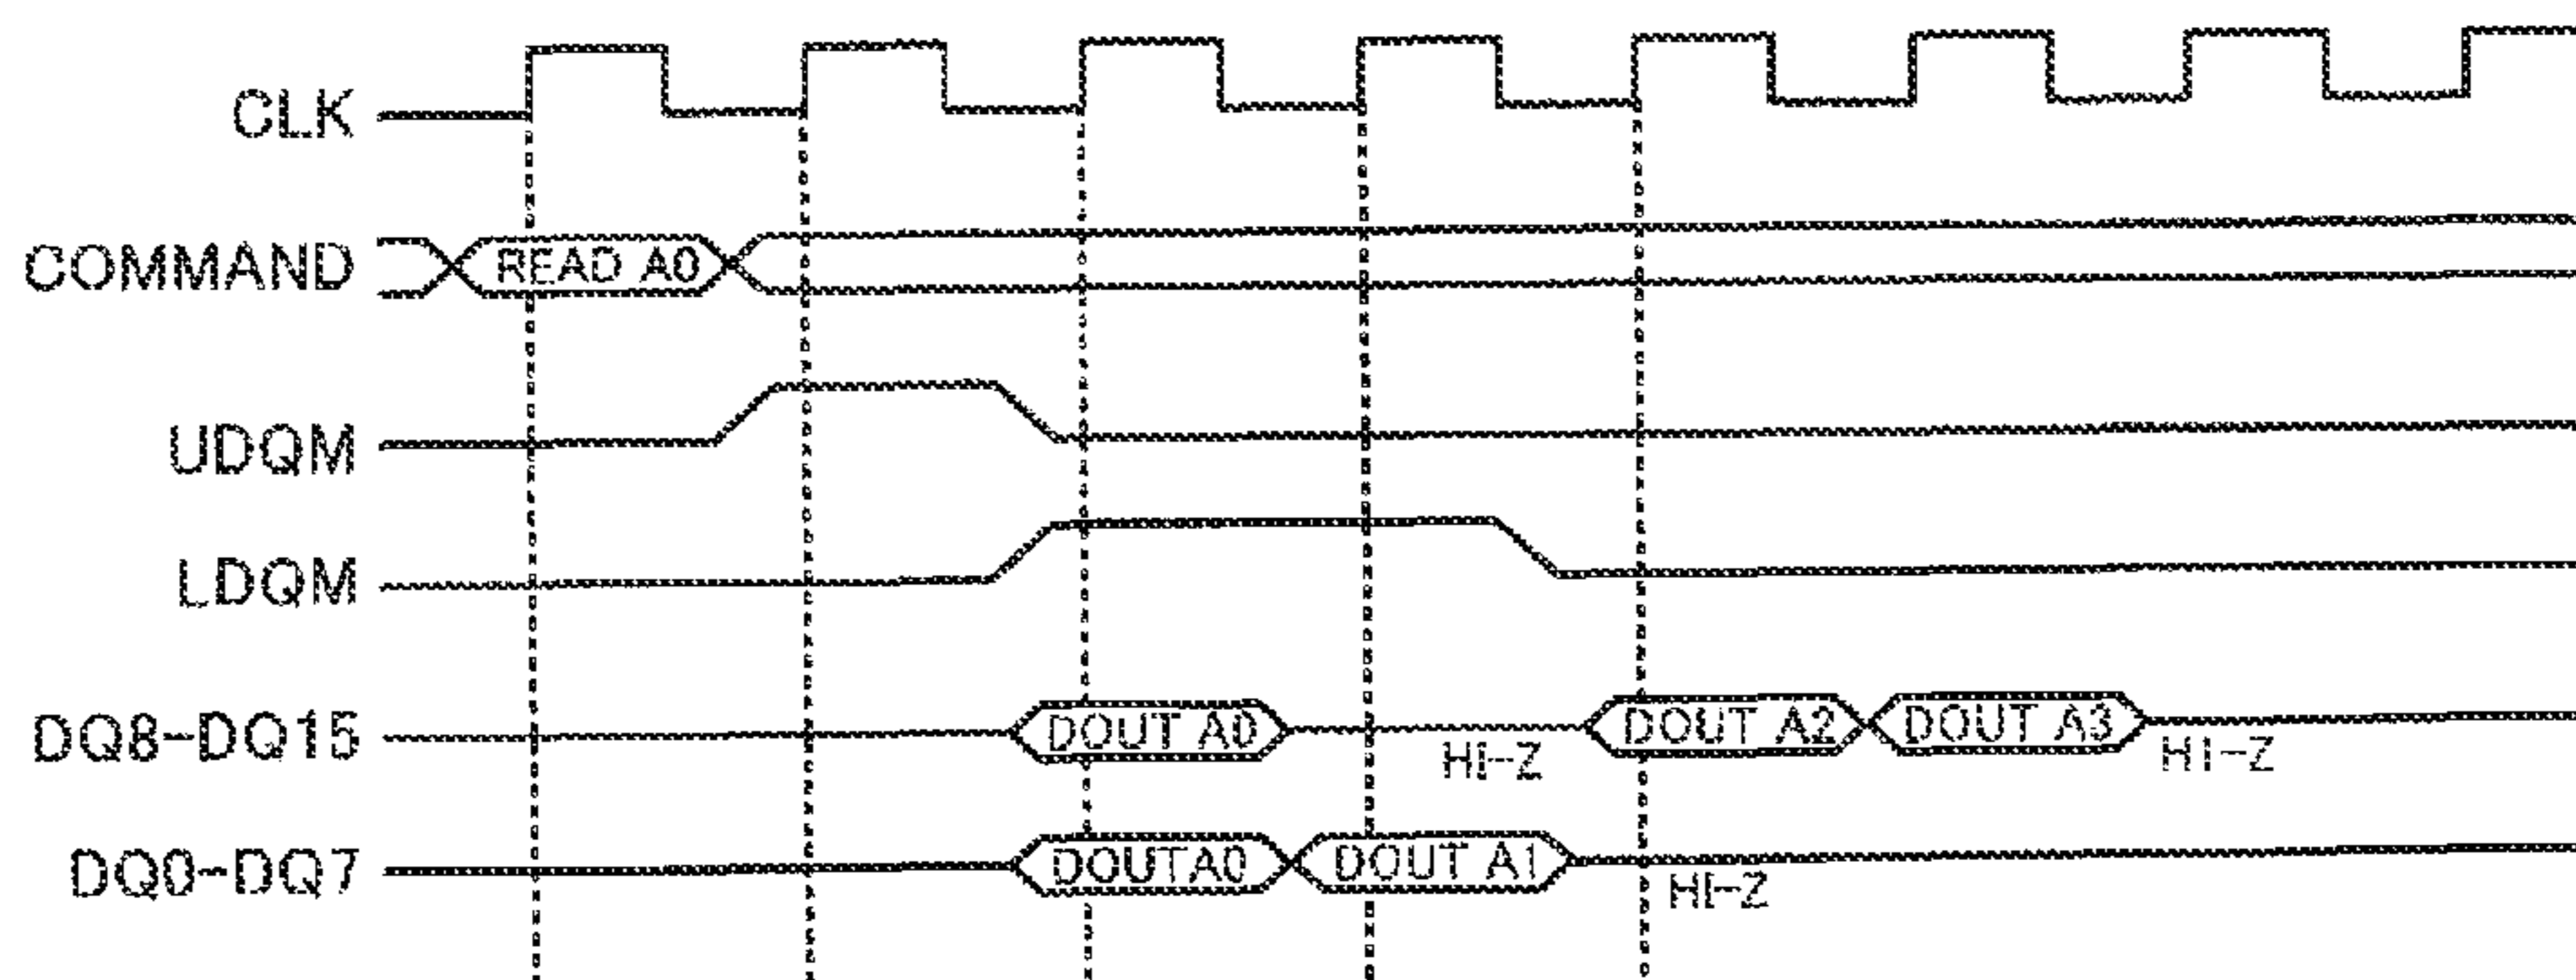 CLK
COMMAND READ A0
UDQM
LDQM
DQ8-DQ15 DOUT A0 HI-Z DOUT A2 DOUT A3 HI-Z
DQ0-DQ7 DOUTA0 DOUT A1 HI-Z